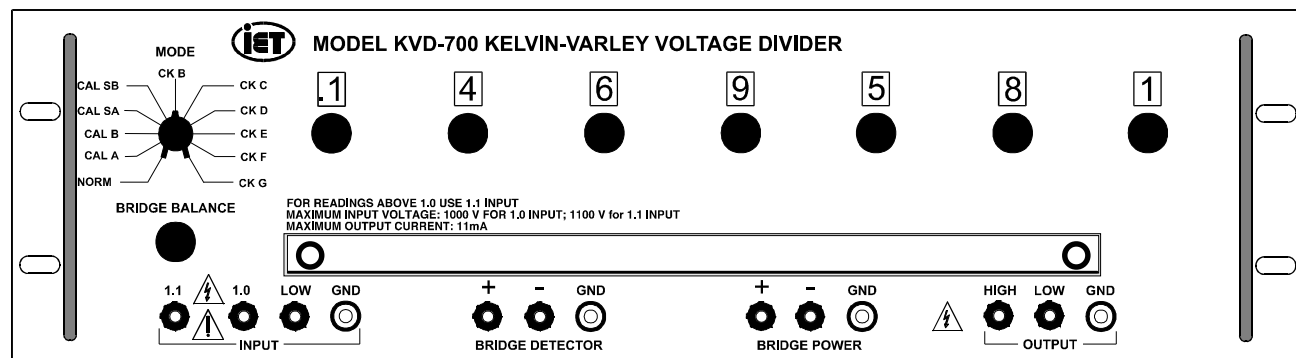 iET MODEL KVD-700 KELVIN-VARLEY VOLTAGE DIVIDER
MODE
CK B
CAL SB CK C
CAL SA CK D
CAL B CK E
CAL A CK F
NORM CK G
.1 4 6 9 5 8 1
BRIDGE BALANCE
FOR READINGS ABOVE 1.0 USE 1.1 INPUT
MAXIMUM INPUT VOLTAGE: 1000 V FOR 1.0 INPUT; 1100 V for 1.1 INPUT
MAXIMUM OUTPUT CURRENT: 11mA
1.1 1.0 LOW GND + - GND + - GND HIGH LOW GND
INPUT BRIDGE DETECTOR BRIDGE POWER OUTPUT